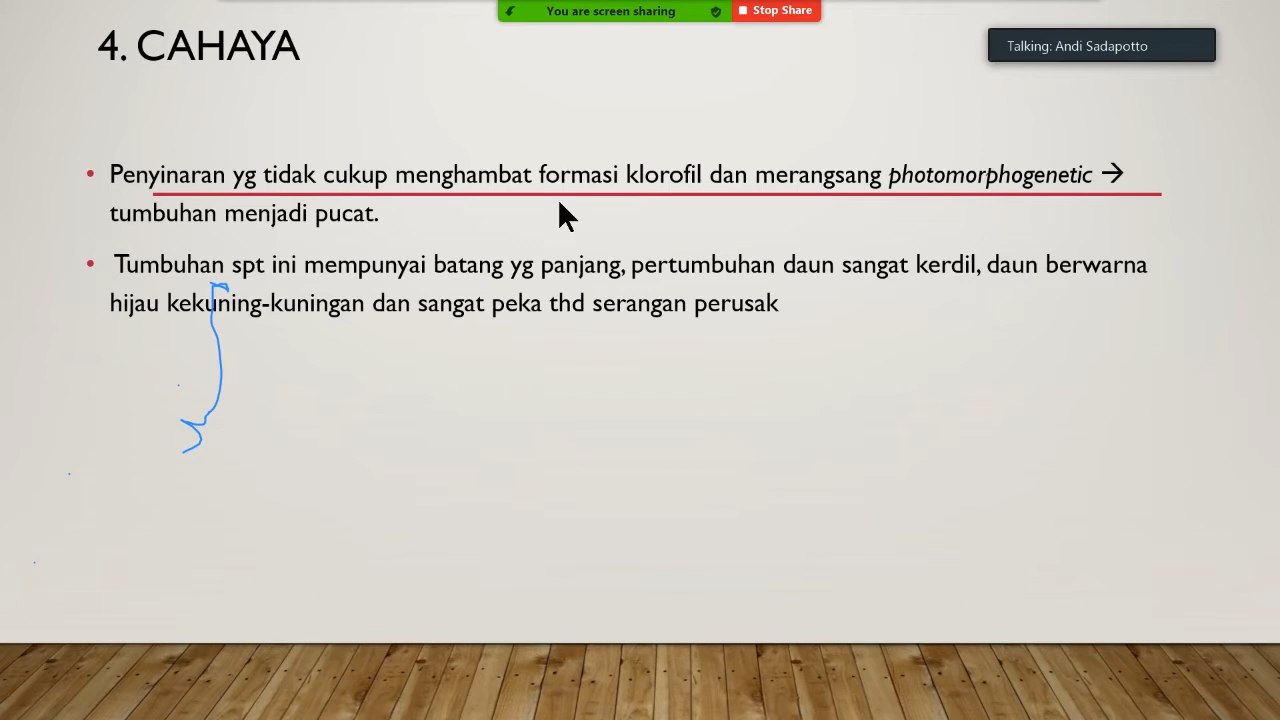 You are screen sharing
Stop Share
4. CAHAYA
Talking: Andi Sadapotto
• Penyinaran yg tidak cukup menghambat formasi klorofil dan merangsang photomorphogenetic →
tumbuhan menjadi pucat.
• Tumbuhan spt ini mempunyai batang yg panjang, pertumbuhan daun sangat kerdil, daun berwarna
hijau kekuning-kuningan dan sangat peka thd serangan perusak